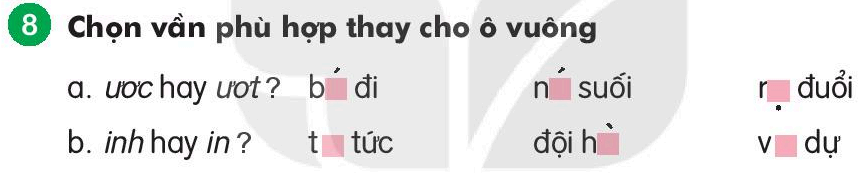 8 Chọn vần phù hợp thay cho ô vuông
a. ươc hay ươt ? b□́ đi n□́ suối r□̣ đuổi
b. inh hay in ? t□ tức đội h□̀ v□ dự